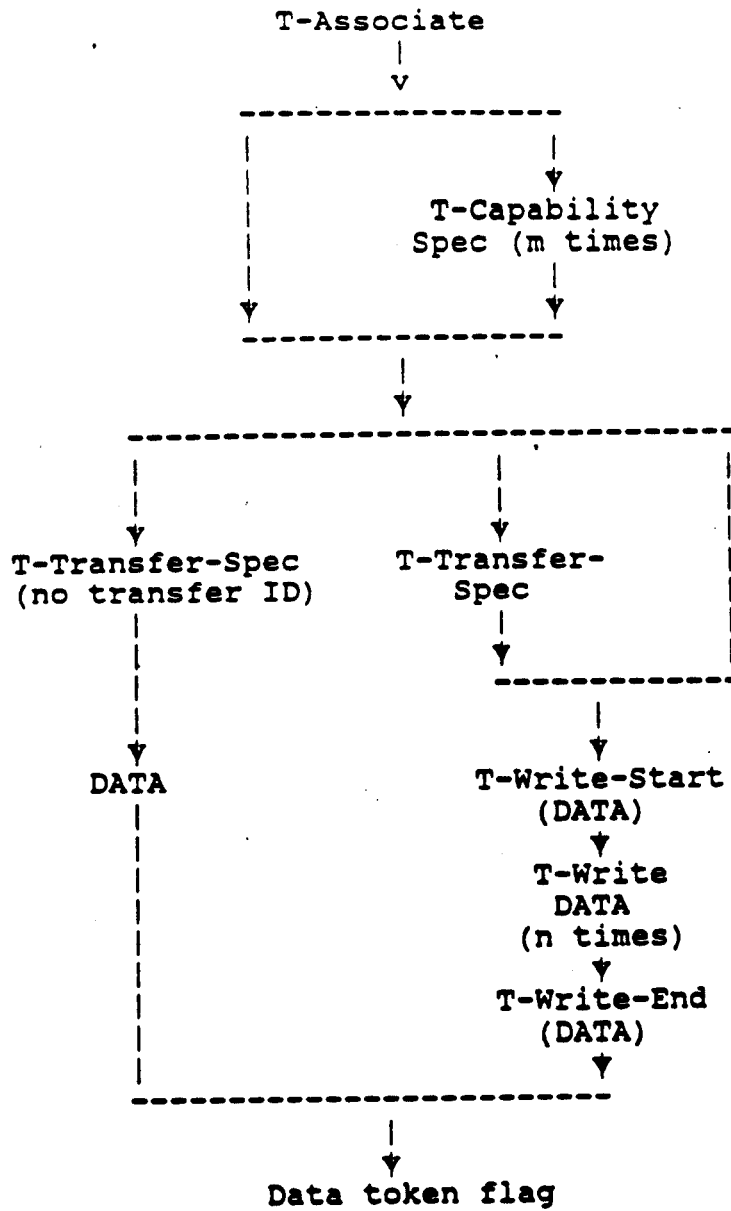 T-Associate
T-Capability
Spec (m times)
T-Transfer-Spec
(no transfer ID)
T-Transfer-
Spec
DATA
T-Write-Start
(DATA)
T-Write
DATA
(n times)
T-Write-End
(DATA)
Data token flag